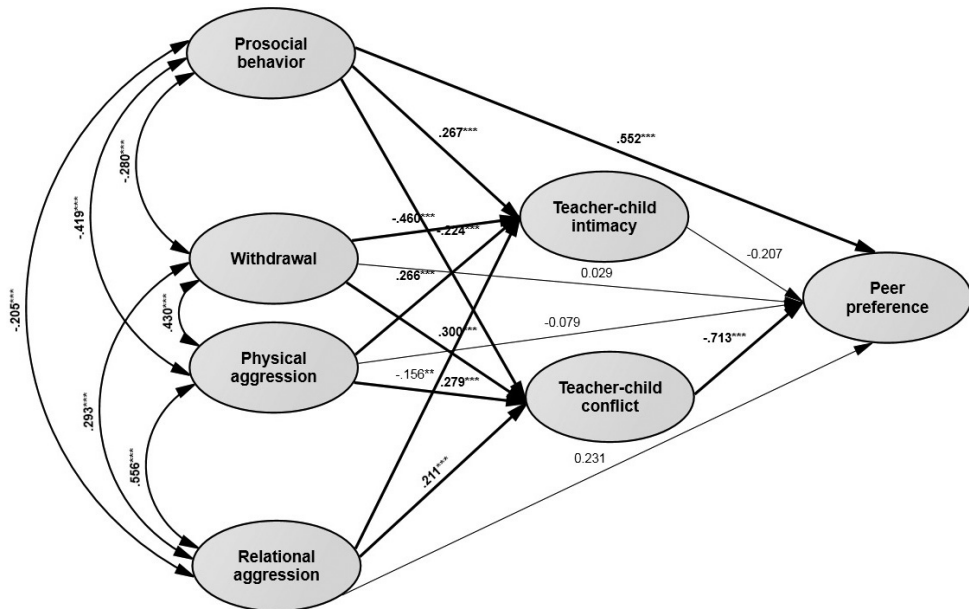 Prosocial
behavior
.267***
.552***
-.280***
-.419***
Teacher-child
intimacy
-.460***
-.224***
Withdrawal
-0.207
.266***
0.029
Peer
preference
-.205***
.430***
.300***
-0.079
-.713***
Physical
aggression
-.156**
.279***
Teacher-child
conflict
.293***
.556***
.211***
0.231
Relational
aggression